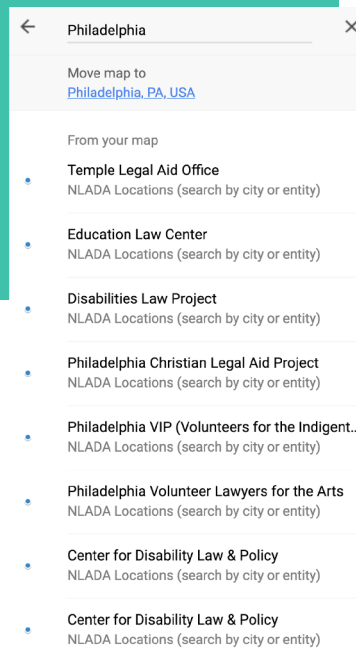 Philadelphia
Move map to
Philadelphia, PA, USA
From your map
Temple Legal Aid Office
NLADA Locations (search by city or entity)
Education Law Center
NLADA Locations (search by city or entity)
Disabilities Law Project
NLADA Locations (search by city or entity)
Philadelphia Christian Legal Aid Project
NLADA Locations (search by city or entity)
Philadelphia VIP (Volunteers for the Indigent..
NLADA Locations (search by city or entity)
Philadelphia Volunteer Lawyers for the Arts
NLADA Locations (search by city or entity)
Center for Disability Law & Policy
NLADA Locations (search by city or entity)
Center for Disability Law & Policy
NLADA Locations (search by city or entity)